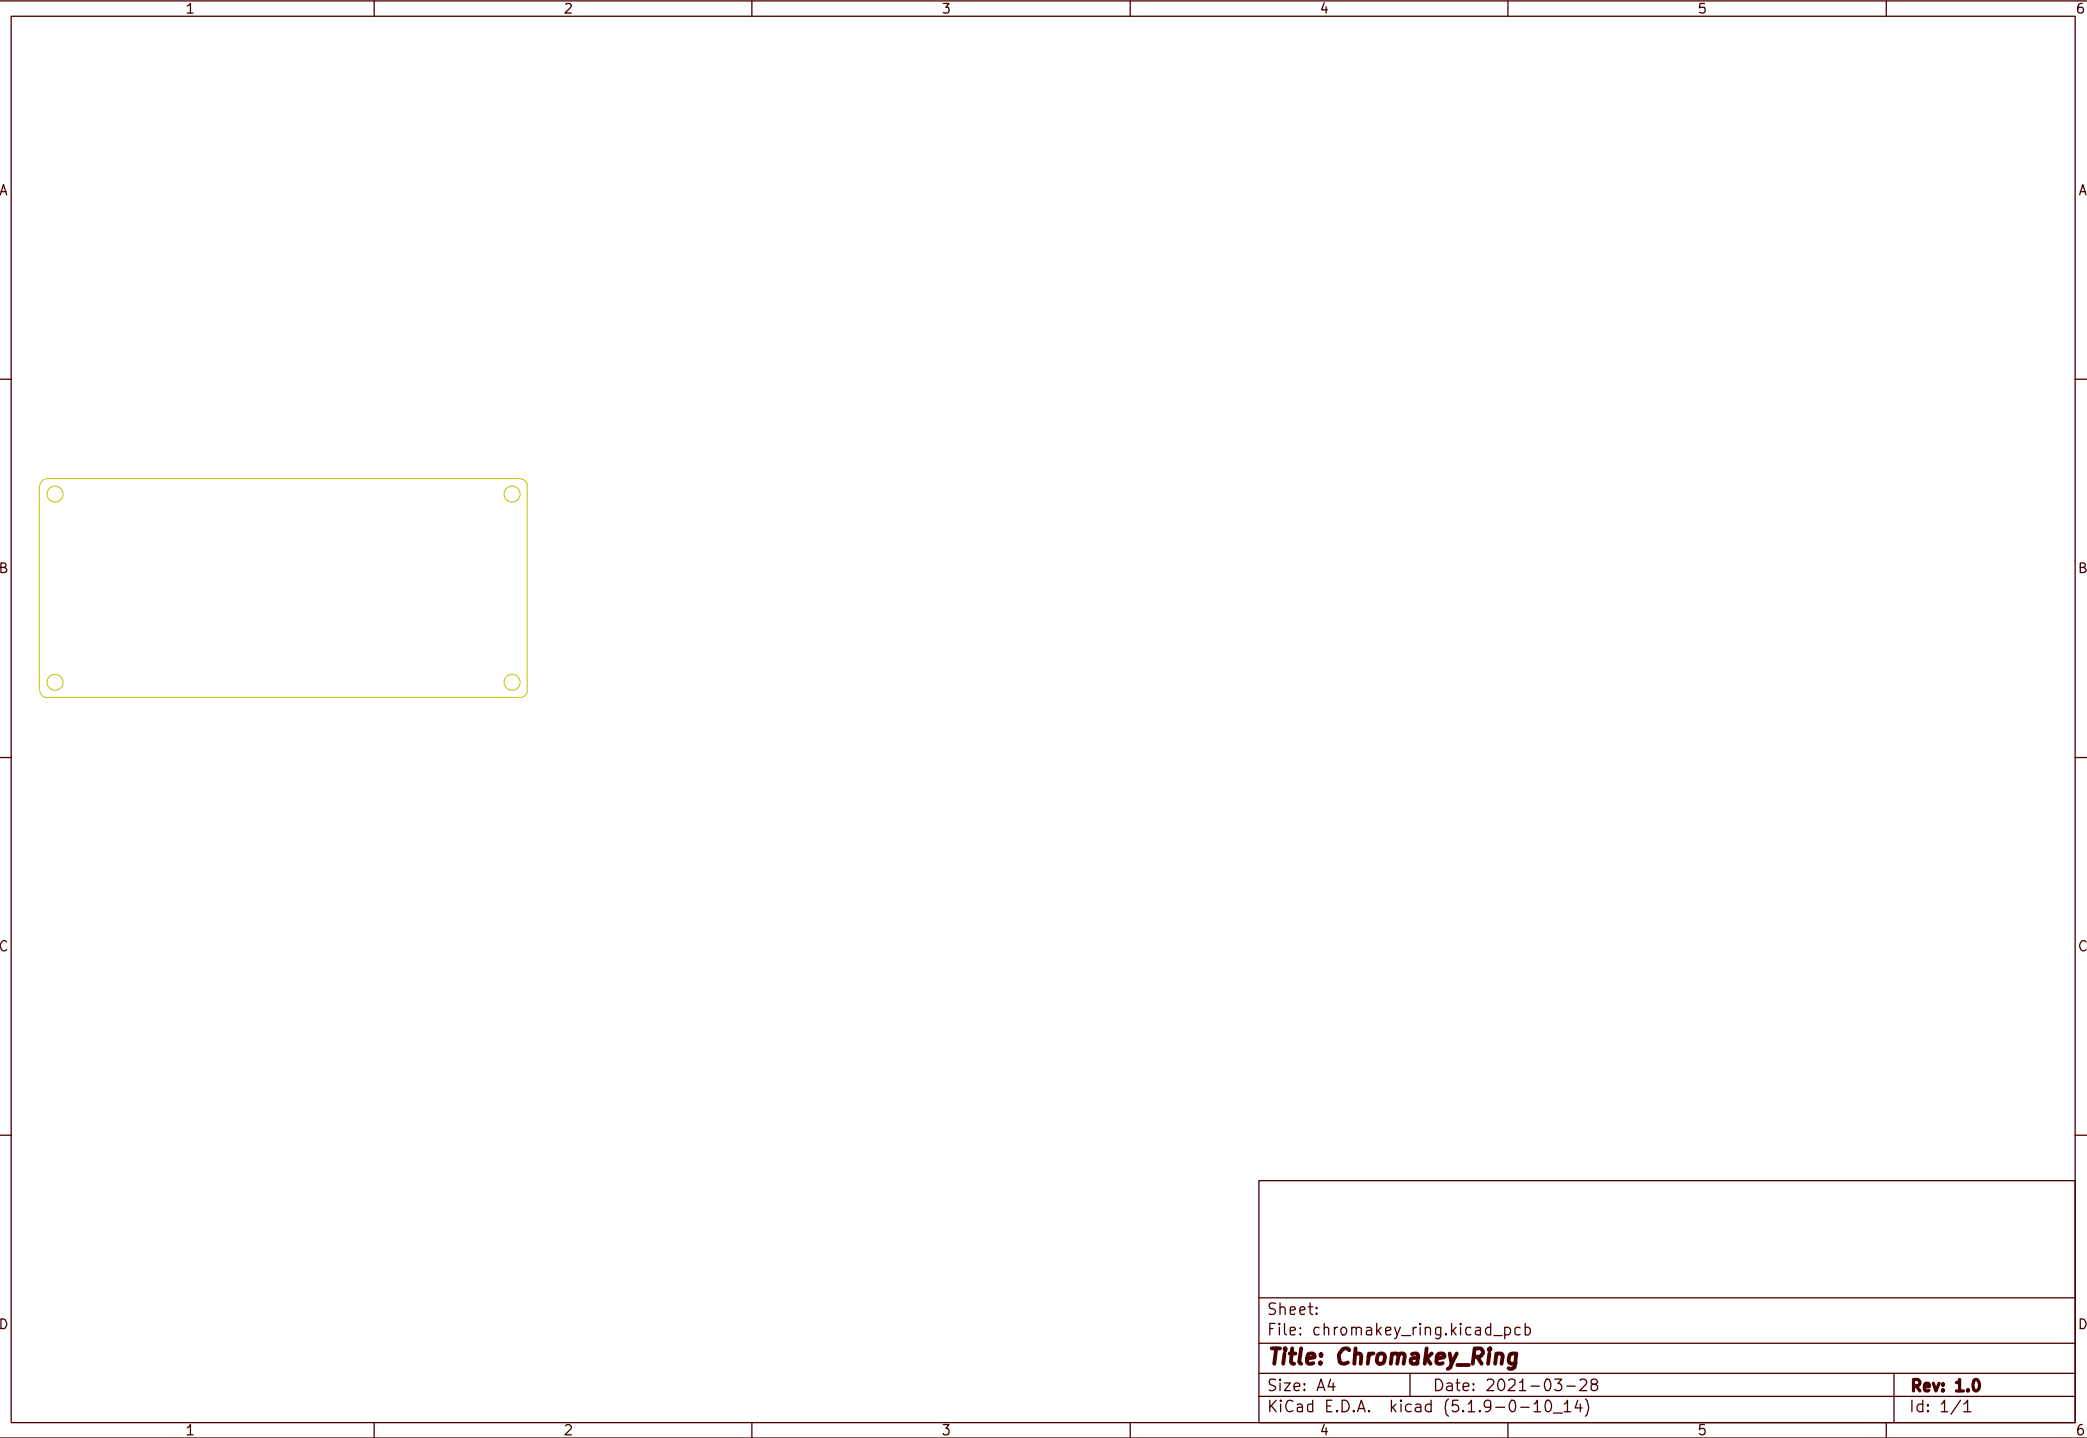 1 2 3 4 5 6
A A
B B
C C
Sheet:
File: chromakey_ring.kicad_pcb
D D
Title: Chromakey_Ring
Size: A4 Date: 2021-03-28 Rev: 1.0
KiCad E.D.A. kicad (5.1.9-0-10_14) Id: 1/1
1 2 3 4 5 6